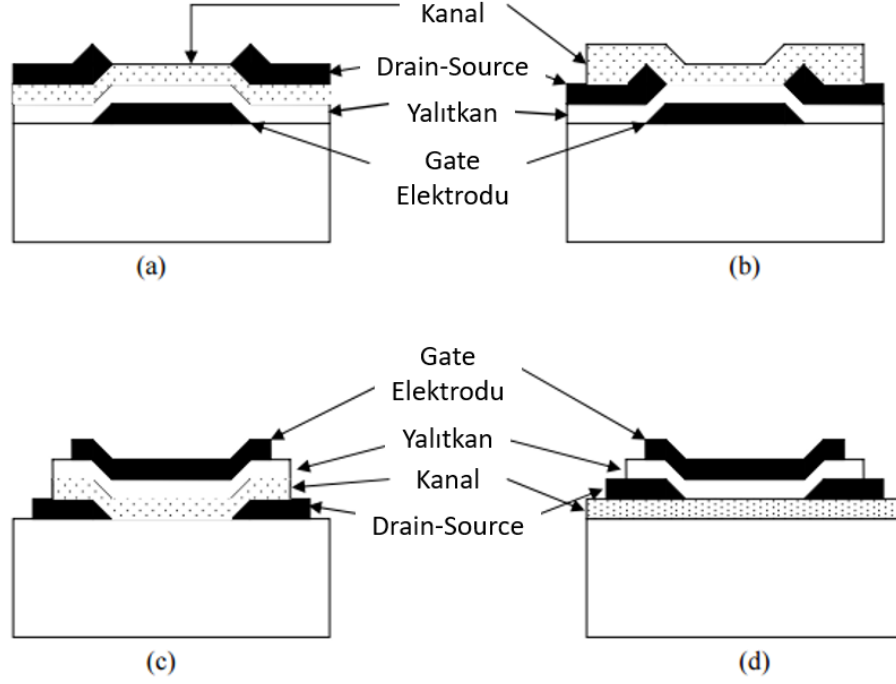 Kanal
Drain-Source
Yalıtkan
Gate
Elektrodu
(a)
(b)
Gate
Elektrodu
Yalıtkan
Kanal
Drain-Source
(c)
(d)